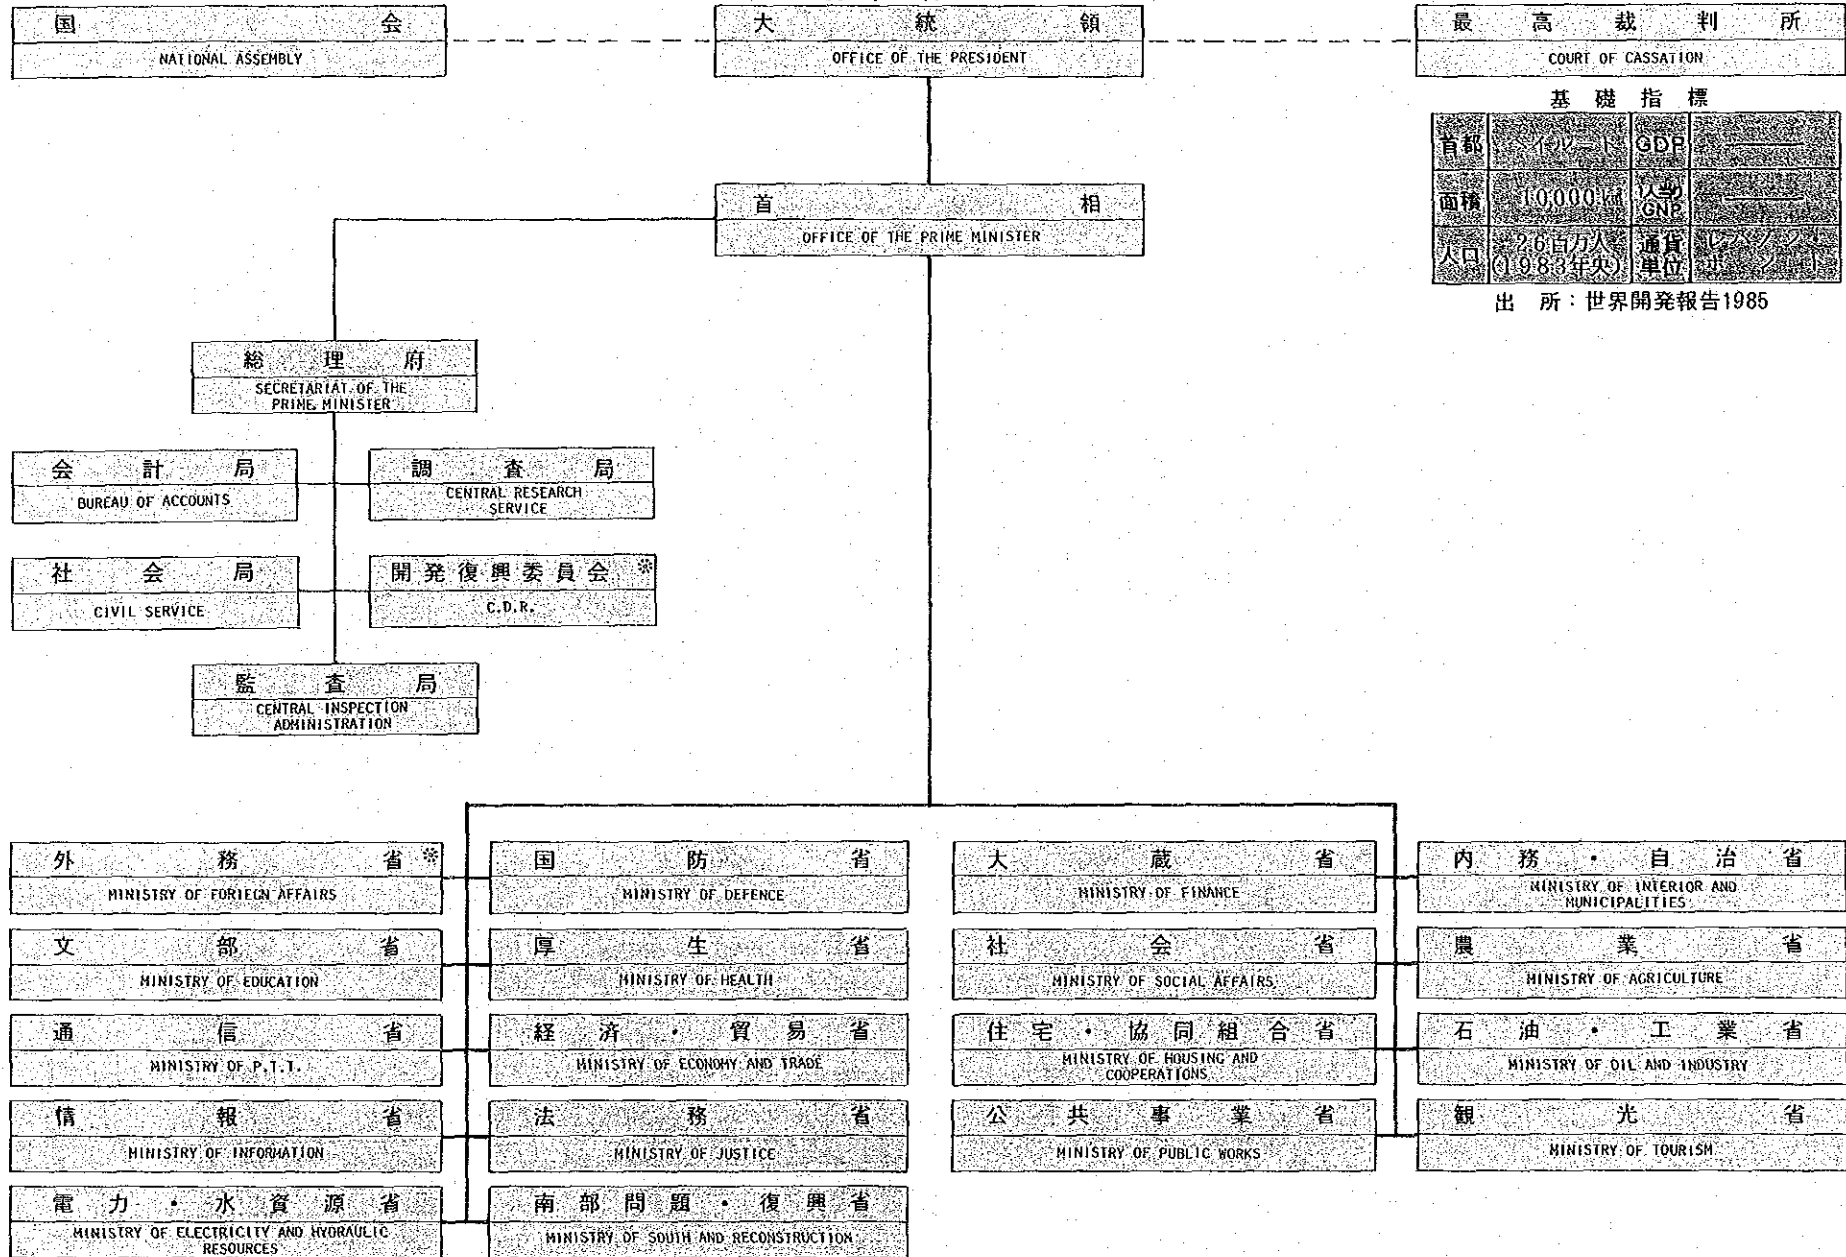 国会
NATIONAL ASSEMBLY
大統領
OFFICE OF THE PRESIDENT
最高裁判所
COURT OF CASSATION
基礎指標
首都 ベイルート GDP ———
面積 10,000㎢ 1人当り GNP ———
人口 2.6百万人 (1983年央) 通貨単位 レバノンポンド
出所:世界開発報告1985
首相
OFFICE OF THE PRIME MINISTER
総理府
SECRETARIAT OF THE
PRIME MINISTER
会計局
BUREAU OF ACCOUNTS
調査局
CENTRAL RESEARCH
SERVICE
社会局
CIVIL SERVICE
開発復興委員会 ※
C.D.R.
監査局
CENTRAL INSPECTION
ADMINISTRATION
外務省 ※
MINISTRY OF FORIEGN AFFAIRS
国防省
MINISTRY OF DEFENCE
大蔵省
MINISTRY OF FINANCE
内務・自治省
MINISTRY OF INTERIOR AND
MUNICIPALITIES
文部省
MINISTRY OF EDUCATION
厚生省
MINISTRY OF HEALTH
社会省
MINISTRY OF SOCIAL AFFAIRS
農業省
MINISTRY OF AGRICULTURE
通信省
MINISTRY OF P.T.T.
経済・貿易省
MINISTRY OF ECONOMY AND TRADE
住宅・協同組合省
MINISTRY OF HOUSING AND
COOPERATIONS
石油・工業省
MINISTRY OF OIL AND INDUSTRY
情報省
MINISTRY OF INFORMATION
法務省
MINISTRY OF JUSTICE
公共事業省
MINISTRY OF PUBLIC WORKS
観光省
MINISTRY OF TOURISM
電力・水資源省
MINISTRY OF ELECTRICITY AND HYDRAULIC
RESOURCES
南部問題・復興省
MINISTRY OF SOUTH AND RECONSTRUCTION